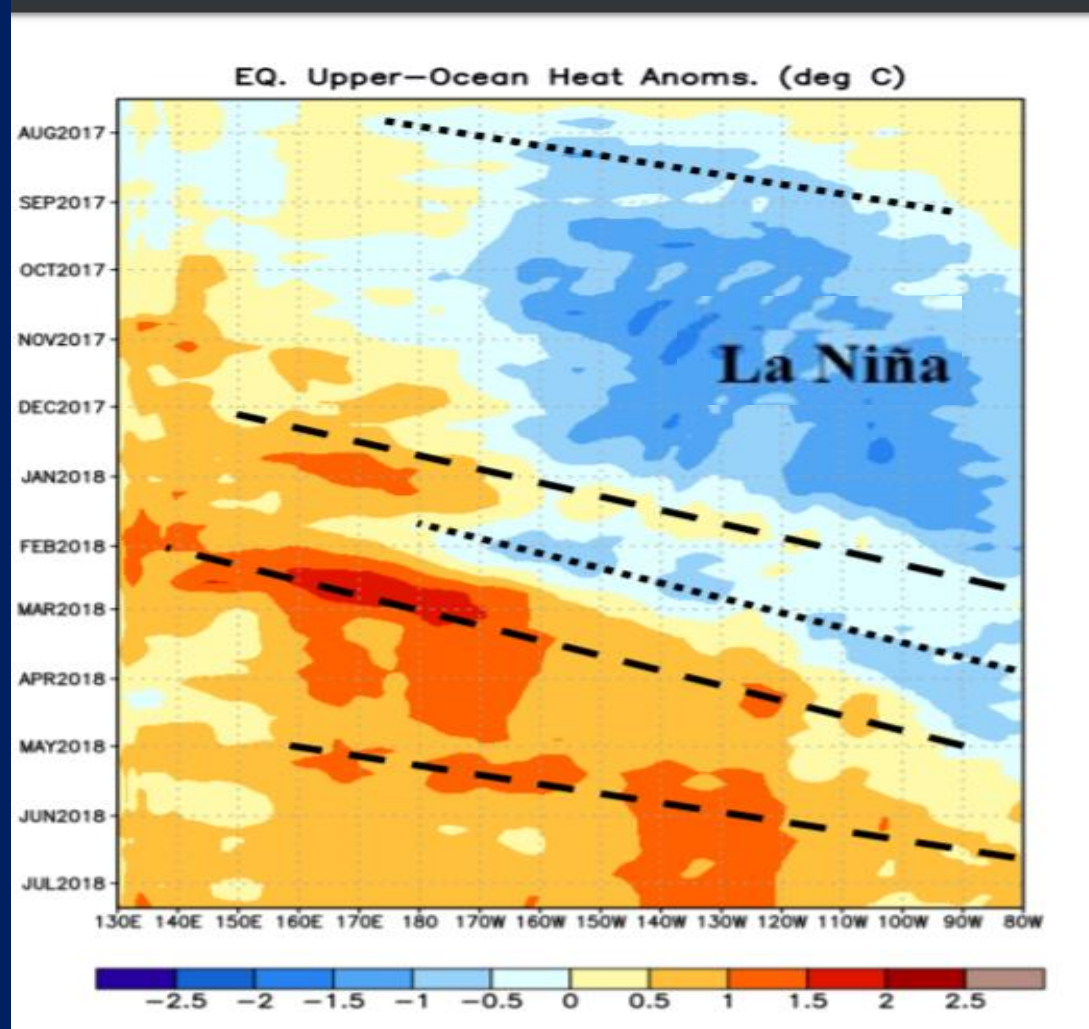 EQ. Upper-Ocean Heat Anoms. (deg C)
AUG2017
SEP2017
OCT2017
NOV2017
La Niña
DEC2017
JAN2018
FEB2018
MAR2018
APR2018
MAY2018
JUN2018
JUL2018
130E 140E 150E 160E 170E 180 170W 160W 150W 140W 130W 120W 110W 100W 90W 80W
-2.5 -2 -1.5 -1 -0.5 0 0.5 1 1.5 2 2.5